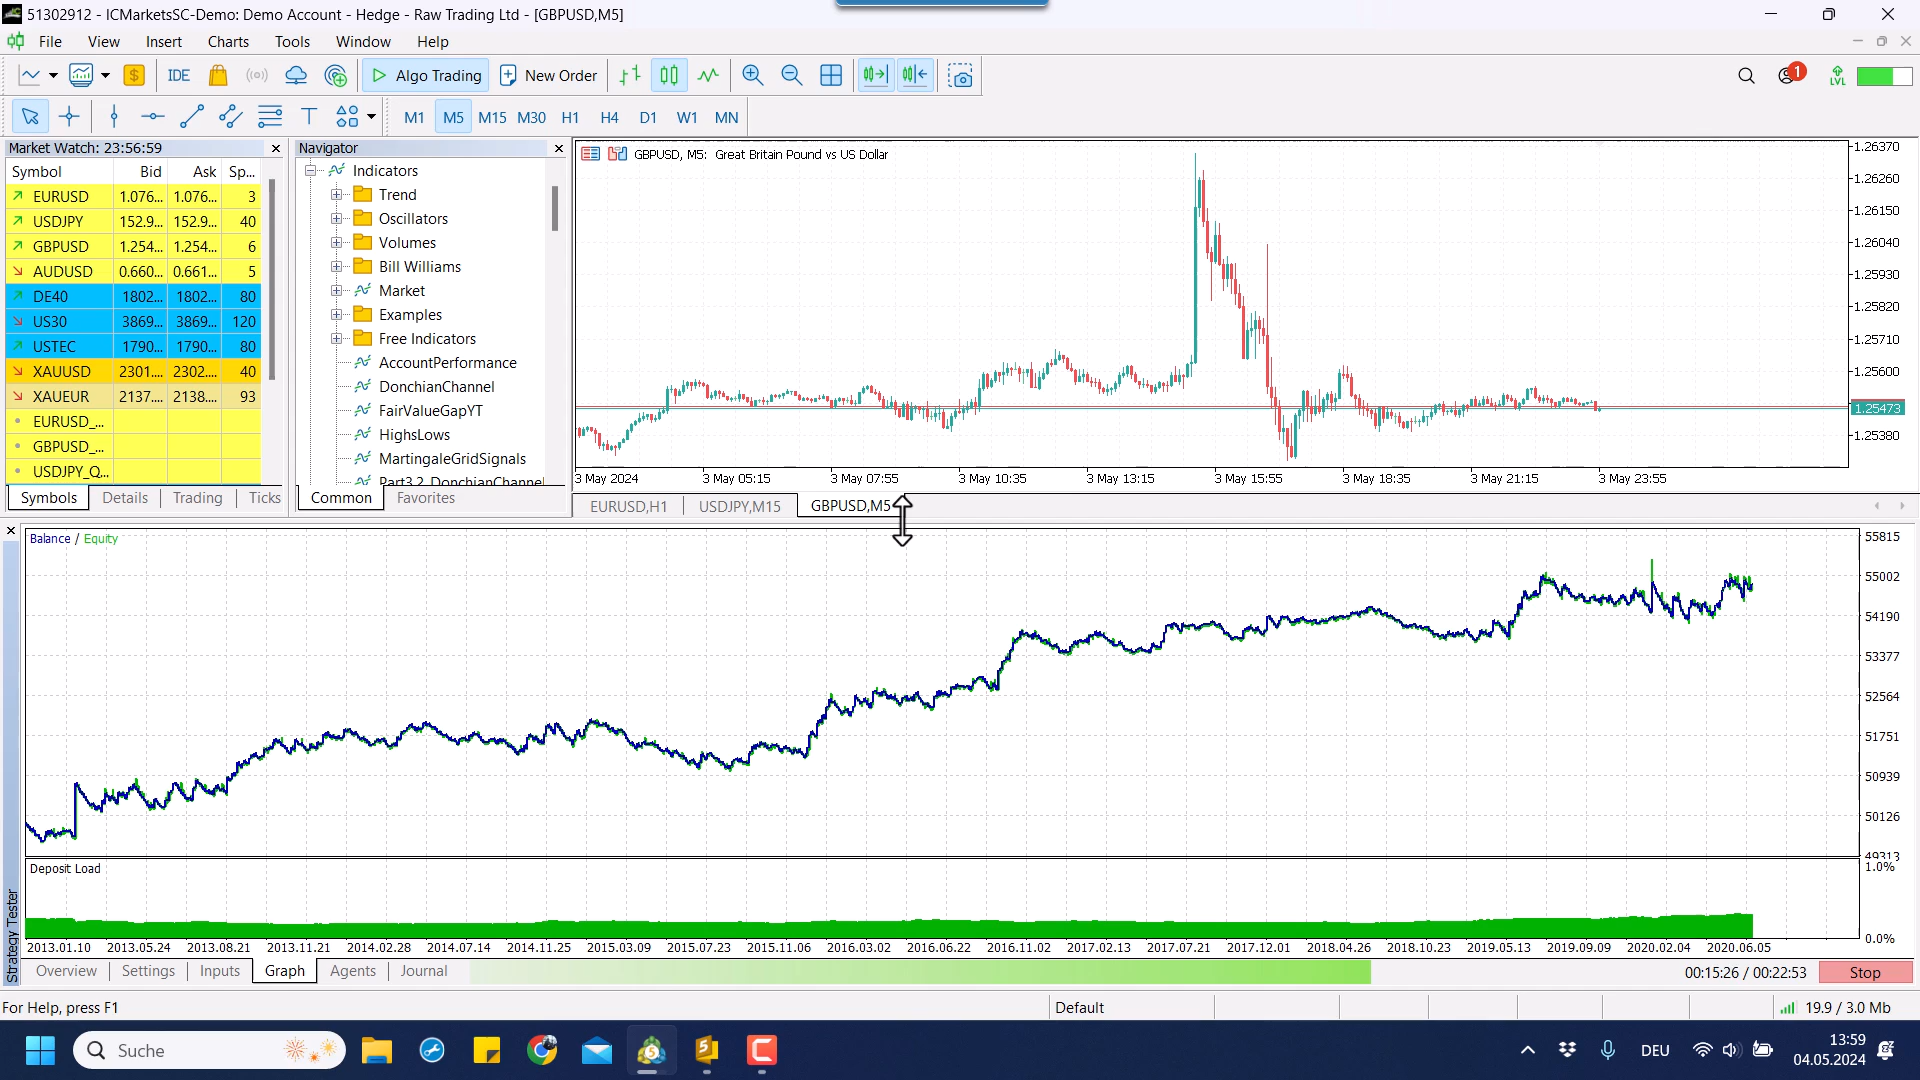 51302912 - ICMarketsSC-Demo: Demo Account - Hedge - Raw Trading Ltd - [GBPUSD,M5]
File View Insert Charts Tools Window Help
IDE Algo Trading New Order 1 LVL
M1 M5 M15 M30 H1 H4 D1 W1 MN
Market Watch: 23:56:59
Symbol Bid Ask Sp...
EURUSD 1.076... 1.076... 3
USDJPY 152.9... 152.9... 40
GBPUSD 1.254... 1.254... 6
AUDUSD 0.660... 0.661... 5
DE40 1802... 1802... 80
US30 3869... 3869... 120
USTEC 1790... 1790... 80
XAUUSD 2301.... 2302.... 40
XAUEUR 2137.... 2138.... 93
EURUSD_...
GBPUSD_...
USDJPY_Q...
Symbols Details Trading Ticks
Navigator
Indicators
Trend
Oscillators
Volumes
Bill Williams
Market
Examples
Free Indicators
AccountPerformance
DonchianChannel
FairValueGapYT
HighsLows
MartingaleGridSignals
Part3.2_DonchianChannel
Common Favorites
GBPUSD, M5: Great Britain Pound vs US Dollar
1.26370
1.26260
1.26150
1.26040
1.25930
1.25820
1.25710
1.25600
1.25473
1.25380
3 May 2024 3 May 05:15 3 May 07:55 3 May 10:35 3 May 13:15 3 May 15:55 3 May 18:35 3 May 21:15 3 May 23:55
EURUSD,H1 USDJPY,M15 GBPUSD,M5
Balance / Equity
55815
55002
54190
53377
52564
51751
50939
50126
49313
Deposit Load
1.0%
0.0%
2013.01.10 2013.05.24 2013.08.21 2013.11.21 2014.02.28 2014.07.14 2014.11.25 2015.03.09 2015.07.23 2015.11.06 2016.03.02 2016.06.22 2016.11.02 2017.02.13 2017.07.21 2017.12.01 2018.04.26 2018.10.23 2019.05.13 2019.09.09 2020.02.04 2020.06.05
Strategy Tester
Overview Settings Inputs Graph Agents Journal 00:15:26 / 00:22:53 Stop
For Help, press F1 Default 19.9 / 3.0 Mb
Suche DEU 13:59
04.05.2024